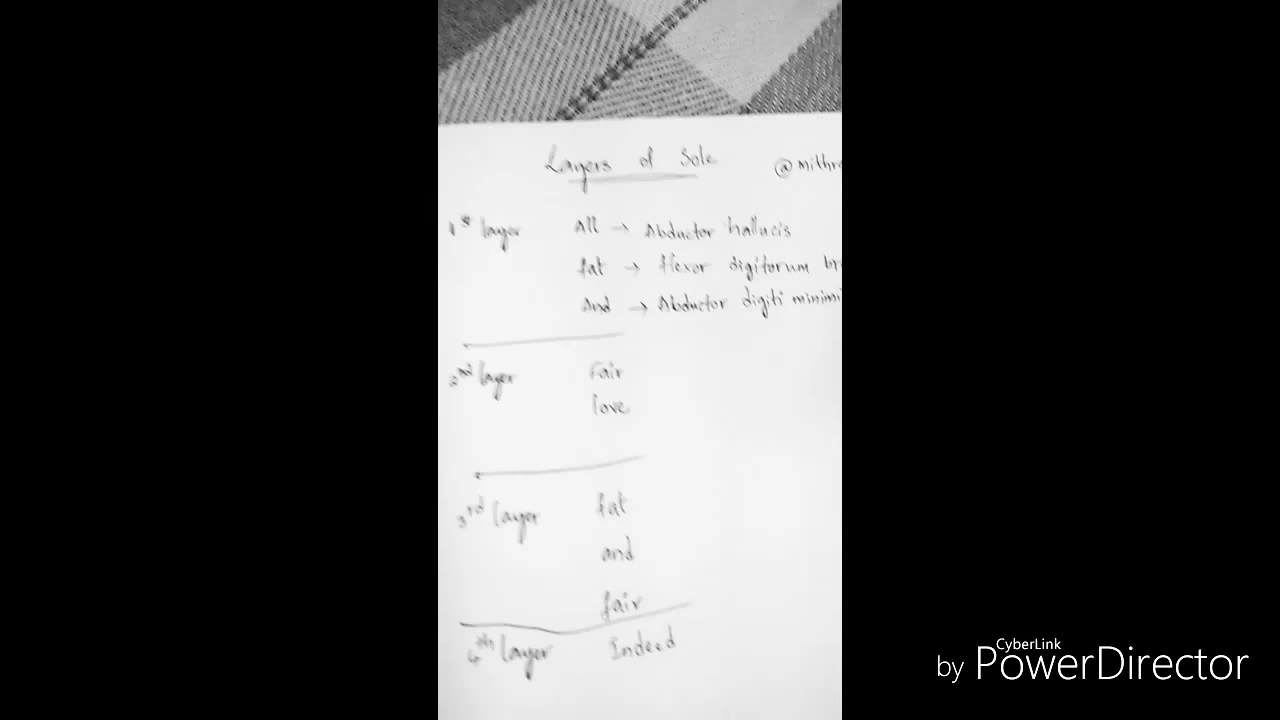 Layers of Sole
@Mithr
1st layer All → Abductor hallucis
fat → flexor digitorum br
And → Abductor digiti minimi
2nd layer Fair
love
3rd layer fat
and
fair
4th layer Indeed
CyberLink
by PowerDirector